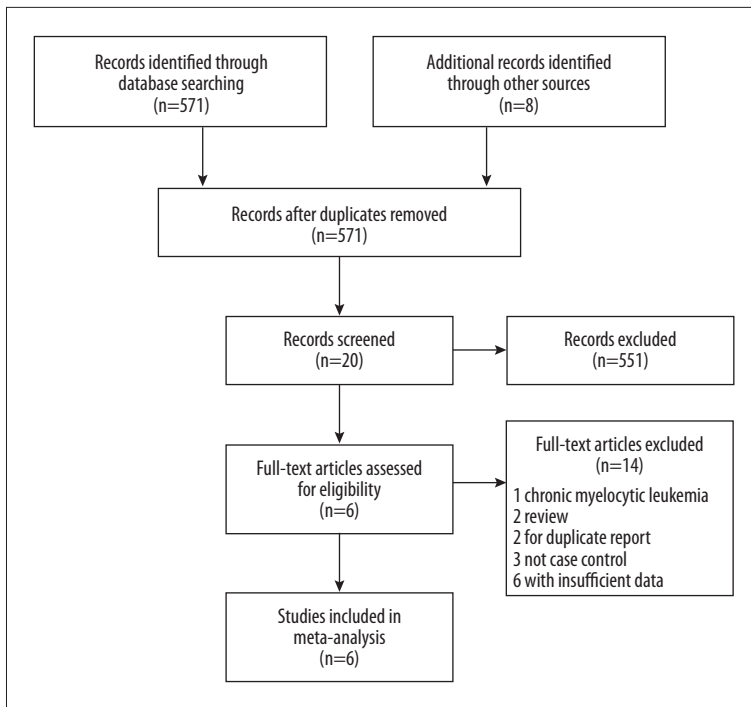 Records identified through
database searching
(n=571)
Additional records identified
through other sources
(n=8)
Records after duplicates removed
(n=571)
Records screened
(n=20)
Records excluded
(n=551)
Full-text articles assessed
for eligibility
(n=6)
Full-text articles excluded
(n=14)
1 chronic myelocytic leukemia
2 review
2 for duplicate report
3 not case control
6 with insufficient data
Studies included in
meta-analysis
(n=6)